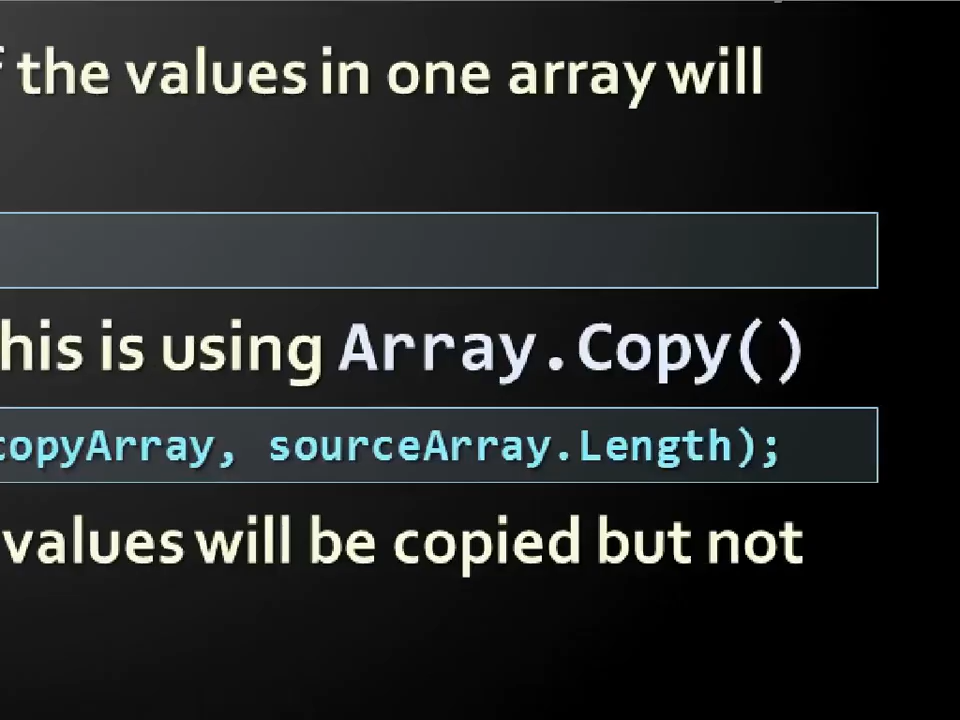 the values in one array will
his is using Array.Copy()
copyArray, sourceArray.Length);
values will be copied but not